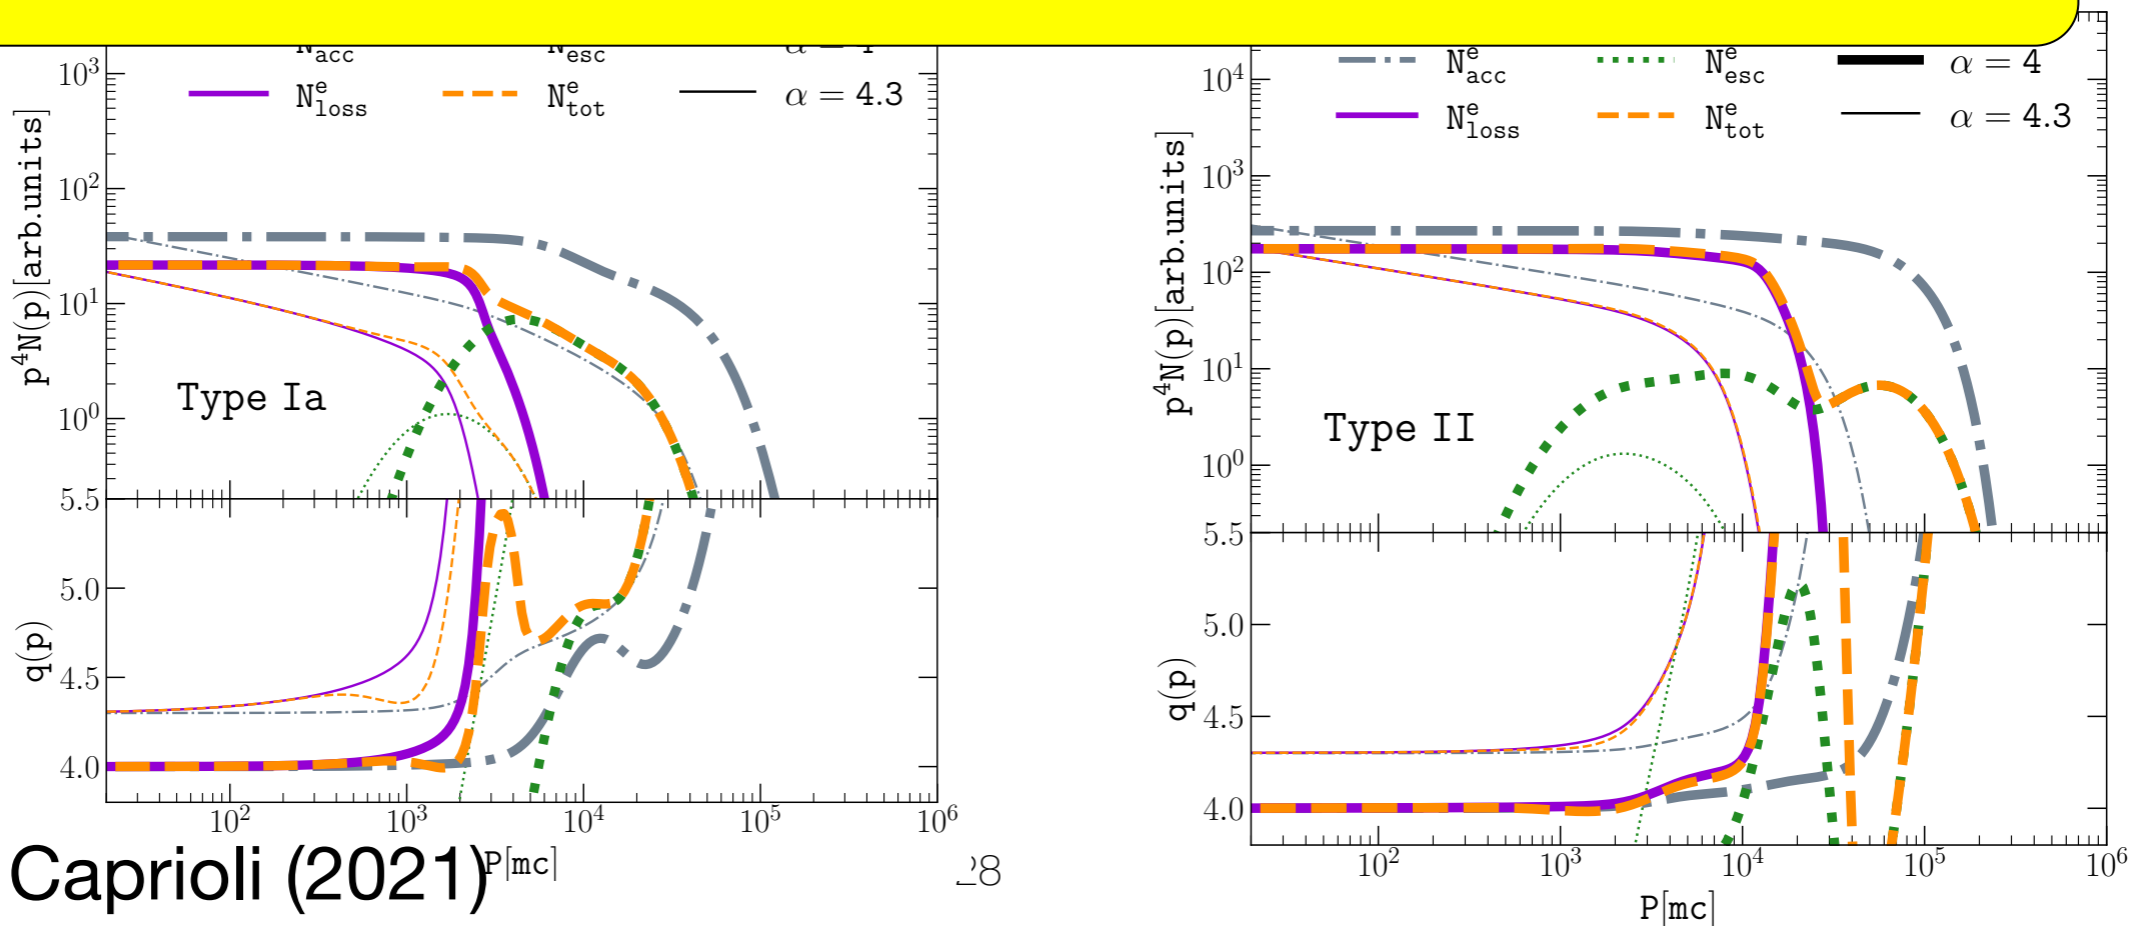 N_acc N_esc α = 4
N^e_loss N^e_tot α = 4.3
10^3
10^2
10^1
10^0
p^4N(p)[arb.units]
Type Ia
5.5
5.0
4.5
4.0
q(p)
10^2 10^3 10^4 10^5 10^6
P[mc]
Caprioli (2021)
28
N^e_acc N^e_esc α = 4
N^e_loss N^e_tot α = 4.3
10^4
10^3
10^2
10^1
10^0
p^4N(p)[arb.units]
Type II
5.5
5.0
4.5
4.0
q(p)
10^2 10^3 10^4 10^5 10^6
P[mc]